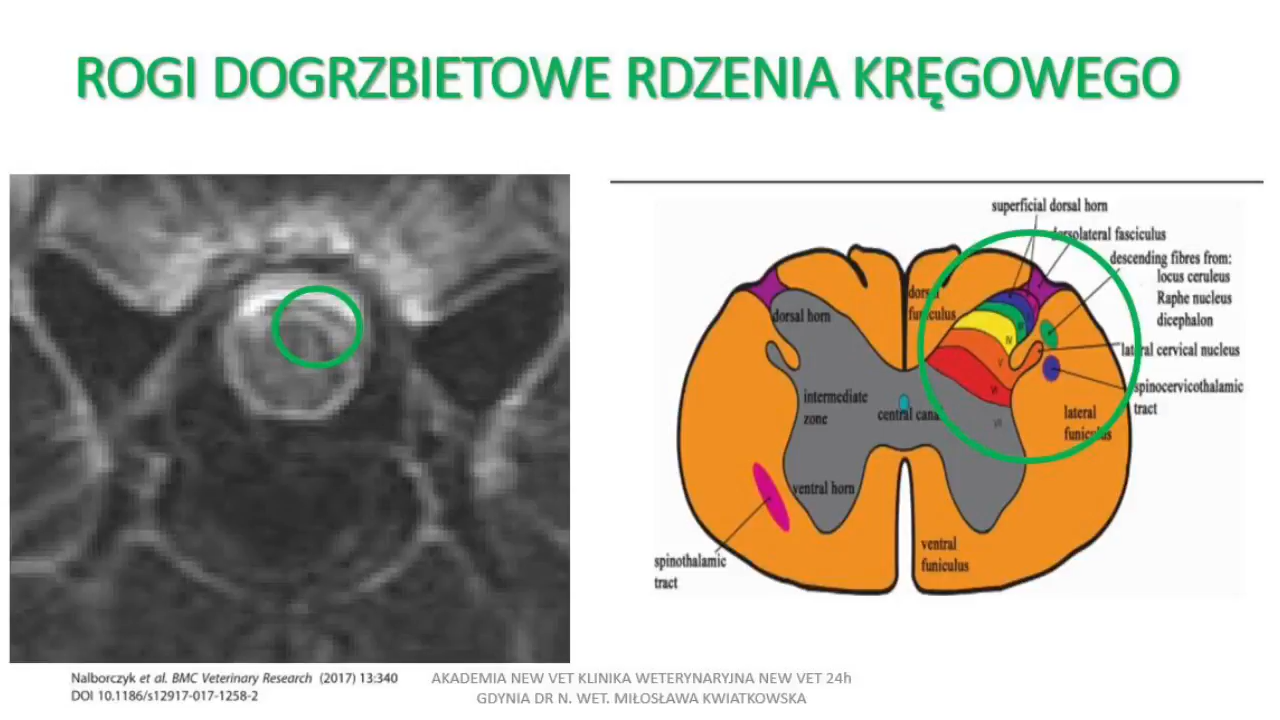 ROGI DOGRZBIETOWE RDZENIA KRĘGOWEGO
superficial dorsal horn
dorsolateral fasciculus
descending fibres from:
locus ceruleus
Raphe nucleus
dicephalon
dorsal
funiculus
dorsal horn
IV
V
VI
VII
lateral cervical nucleus
spinocervicothalamic
tract
intermediate
zone
central canal
lateral
funiculus
ventral horn
ventral
funiculus
spinothalamic
tract
Nalborczyk et al. BMC Veterinary Research (2017) 13:340
DOI 10.1186/s12917-017-1258-2
AKADEMIA NEW VET KLINIKA WETERYNARYJNA NEW VET 24h
GDYNIA DR N. WET. MIŁOSŁAWA KWIATKOWSKA